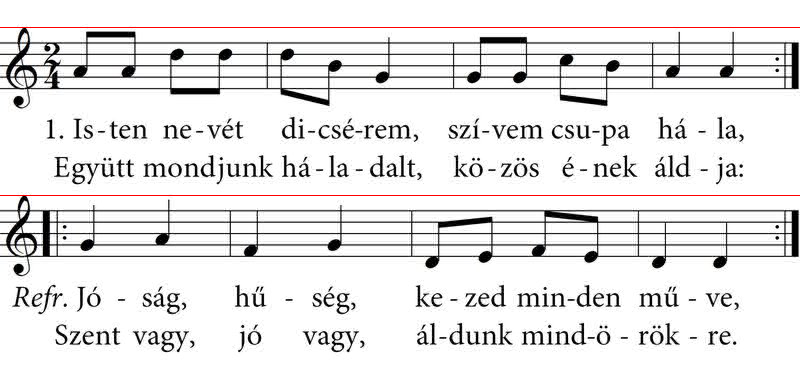 2
4
1. Is-ten ne-vét di-csé-rem, szí-vem csu-pa há - la,
Együtt mondjunk há-la-dalt, kö-zös é-nek áld - ja:
Refr. Jó - ság, hű - ség, ke-zed min-den mű - ve,
Szent vagy, jó vagy, ál-dunk mind-ö - rök - re.